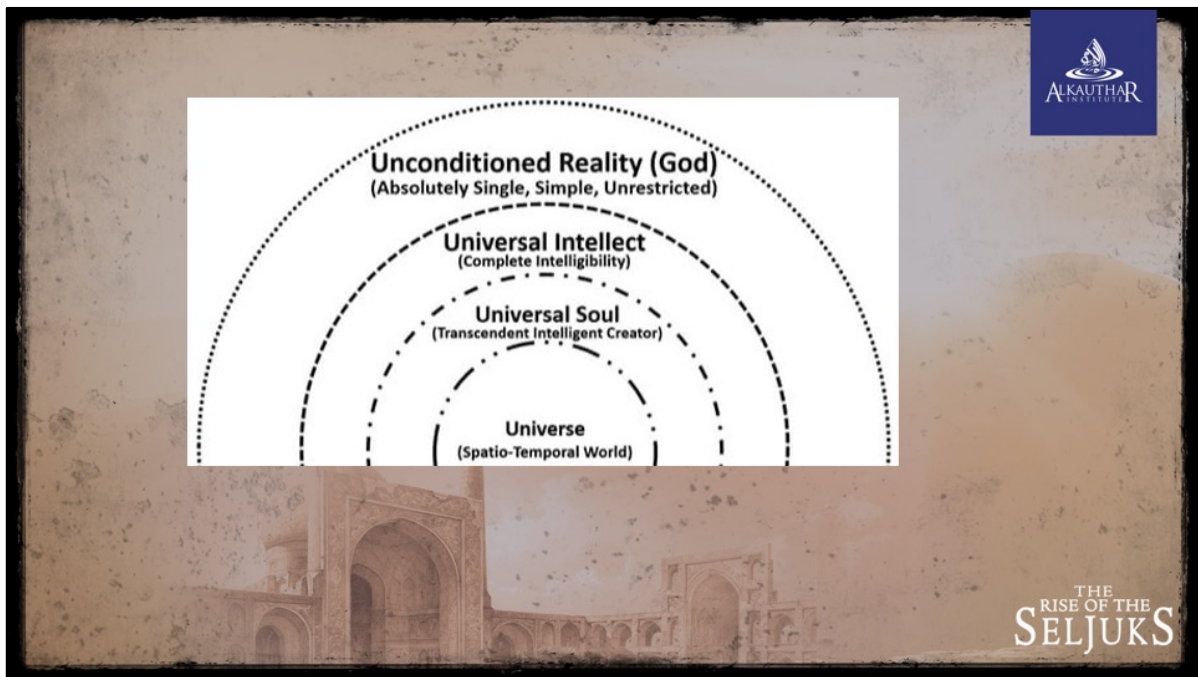 ALKAUTHAR
INSTITUTE
Unconditioned Reality (God)
(Absolutely Single, Simple, Unrestricted)
Universal Intellect
(Complete Intelligibility)
Universal Soul
(Transcendent Intelligent Creator)
Universe
(Spatio-Temporal World)
THE
RISE OF THE
SELJUKS